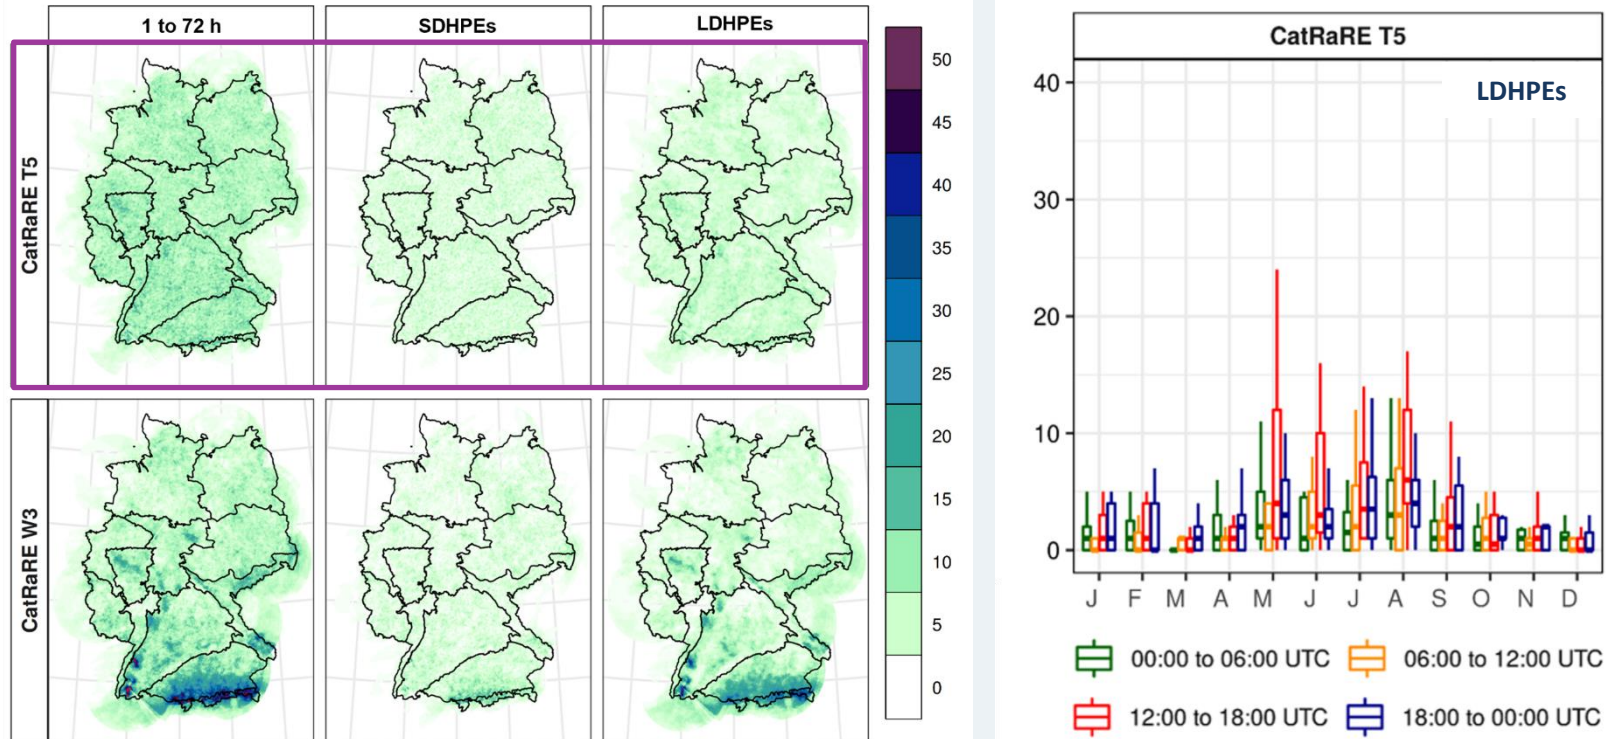 1 to 72 h
SDHPEs
LDHPEs
CatRaRE T5
CatRaRE W3
50
45
40
35
30
25
20
15
10
5
0
CatRaRE T5
LDHPEs
40
30
20
10
0
J F M A M J J A S O N D
00:00 to 06:00 UTC
06:00 to 12:00 UTC
12:00 to 18:00 UTC
18:00 to 00:00 UTC